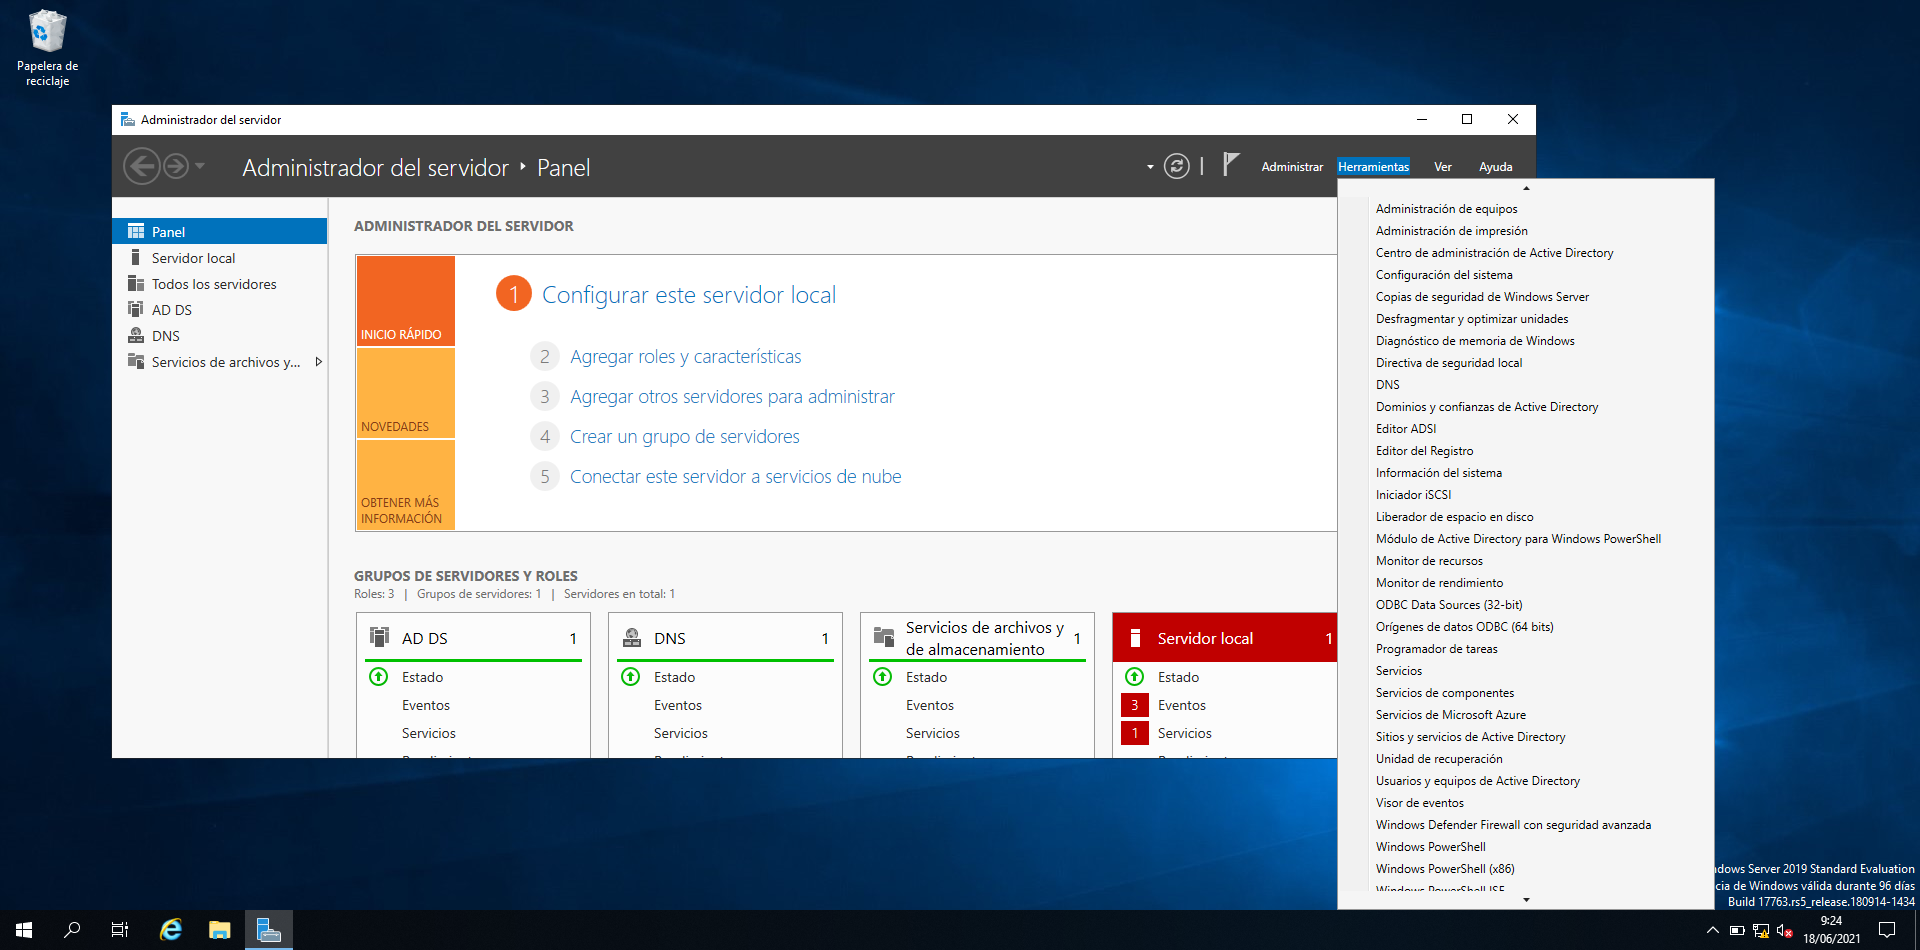 Papelera de
reciclaje
Administrador del servidor
Administrador del servidor
Panel
Administrar
Herramientas
Ver
Ayuda
Panel
Servidor local
Todos los servidores
AD DS
DNS
Servicios de archivos y...
ADMINISTRADOR DEL SERVIDOR
INICIO RÁPIDO
NOVEDADES
OBTENER MÁS
INFORMACIÓN
1 Configurar este servidor local
2 Agregar roles y características
3 Agregar otros servidores para administrar
4 Crear un grupo de servidores
5 Conectar este servidor a servicios de nube
GRUPOS DE SERVIDORES Y ROLES
Roles: 3 | Grupos de servidores: 1 | Servidores en total: 1
AD DS 1
Estado
Eventos
Servicios
DNS 1
Estado
Eventos
Servicios
Servicios de archivos y
de almacenamiento 1
Estado
Eventos
Servicios
Servidor local 1
Estado
3 Eventos
1 Servicios
Administración de equipos
Administración de impresión
Centro de administración de Active Directory
Configuración del sistema
Copias de seguridad de Windows Server
Desfragmentar y optimizar unidades
Diagnóstico de memoria de Windows
Directiva de seguridad local
DNS
Dominios y confianzas de Active Directory
Editor ADSI
Editor del Registro
Información del sistema
Iniciador iSCSI
Liberador de espacio en disco
Módulo de Active Directory para Windows PowerShell
Monitor de recursos
Monitor de rendimiento
ODBC Data Sources (32-bit)
Orígenes de datos ODBC (64 bits)
Programador de tareas
Servicios
Servicios de componentes
Servicios de Microsoft Azure
Sitios y servicios de Active Directory
Unidad de recuperación
Usuarios y equipos de Active Directory
Visor de eventos
Windows Defender Firewall con seguridad avanzada
Windows PowerShell
Windows PowerShell (x86)
Windows PowerShell ISE
dows Server 2019 Standard Evaluation
cia de Windows válida durante 96 días
Build 17763.rs5_release.180914-1434
9:24
18/06/2021